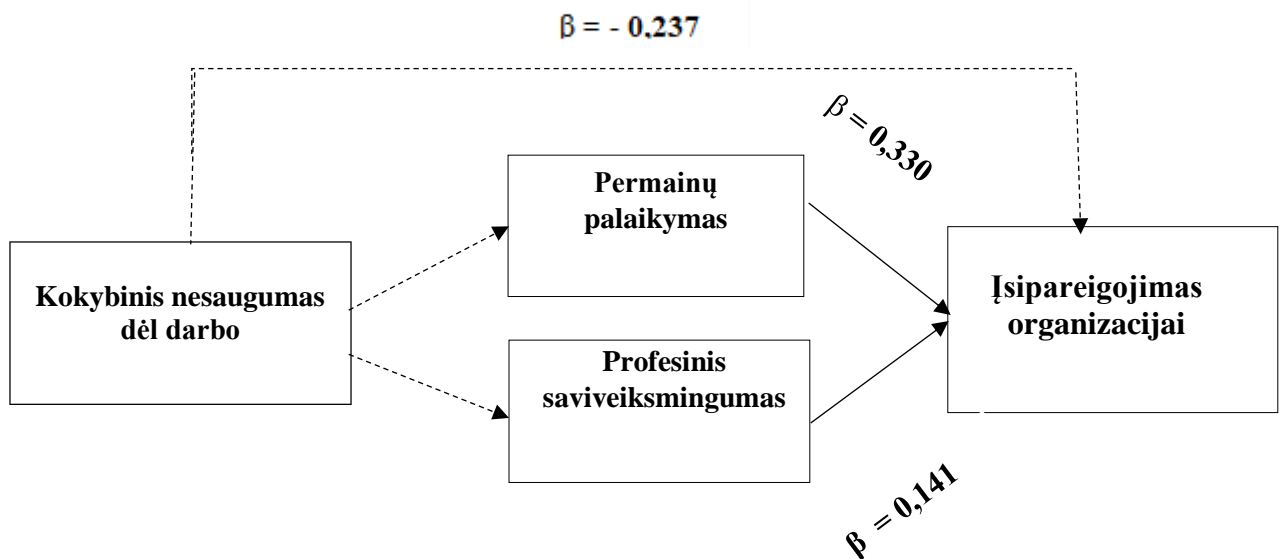 β = - 0,237
β = 0,330
Permainų
palaikymas
Kokybinis nesaugumas
dėl darbo
Įsipareigojimas
organizacijai
Profesinis
saviveiksmingumas
β = 0,141